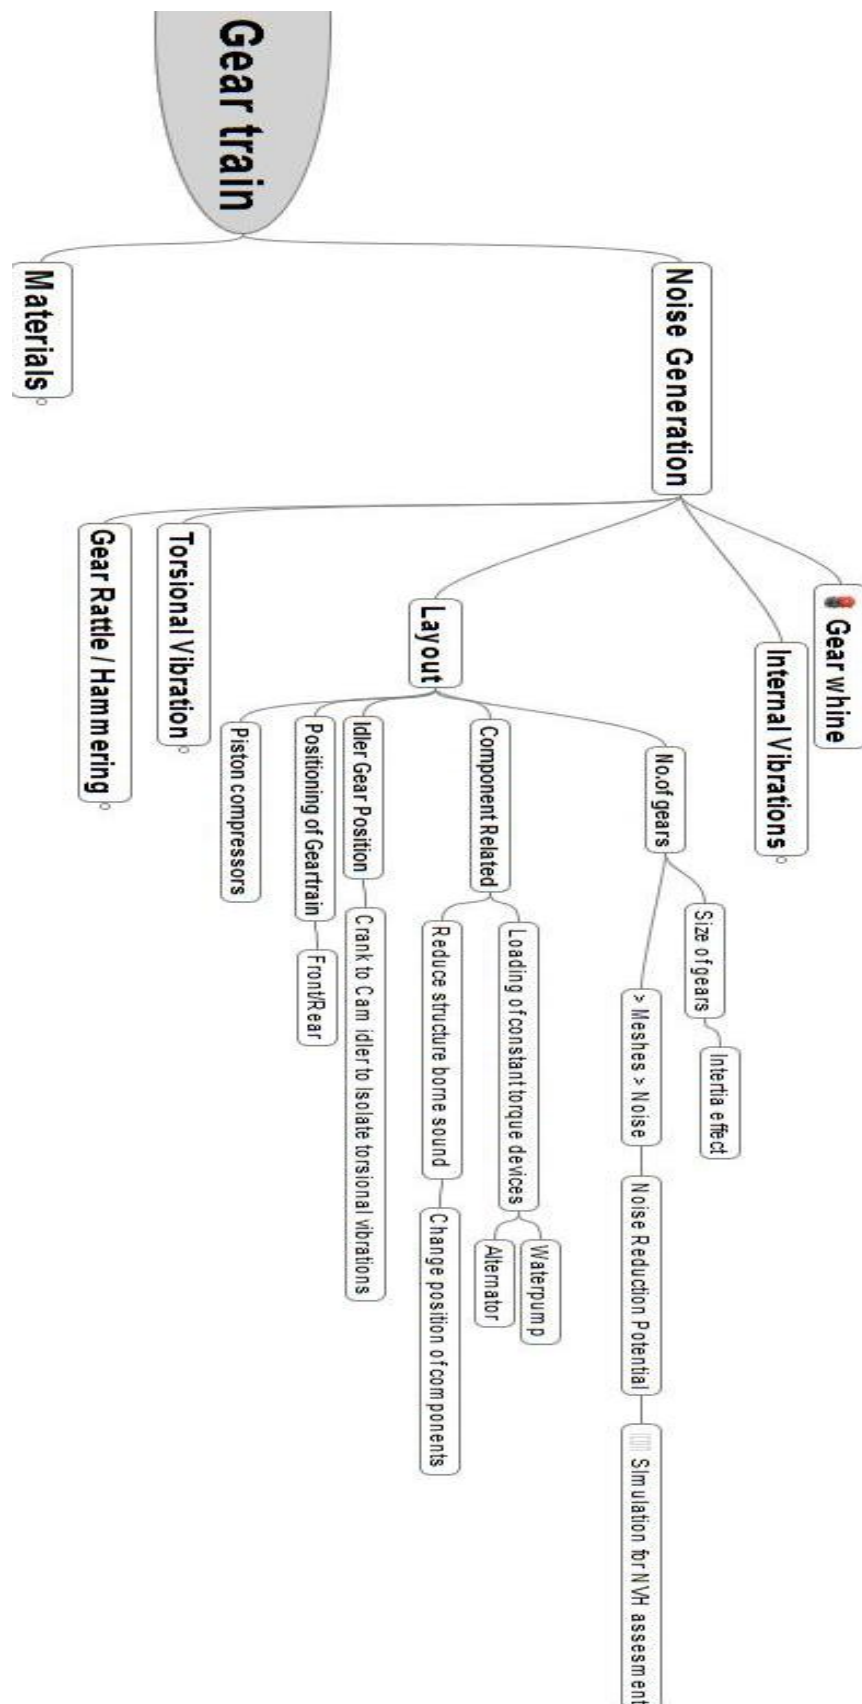 Gear train
Noise Generation
Gear whine
Internal Vibrations
Layout
No.of gears
Size of gears
Intertia effect
> Meshes > Noise
Noise Reduction Potential
Simulation for NVH assesment
Component Related
Loading of constant torque devices
Waterpump
Alternator
Reduce structure borne sound
Change position of components
Idler Gear Position
Crank to Cam idler to Isolate torsional vibrations
Positioning of Geartrain
Front/Rear
Piston compressors
Torsional Vibration
Gear Rattle / Hammering
Materials